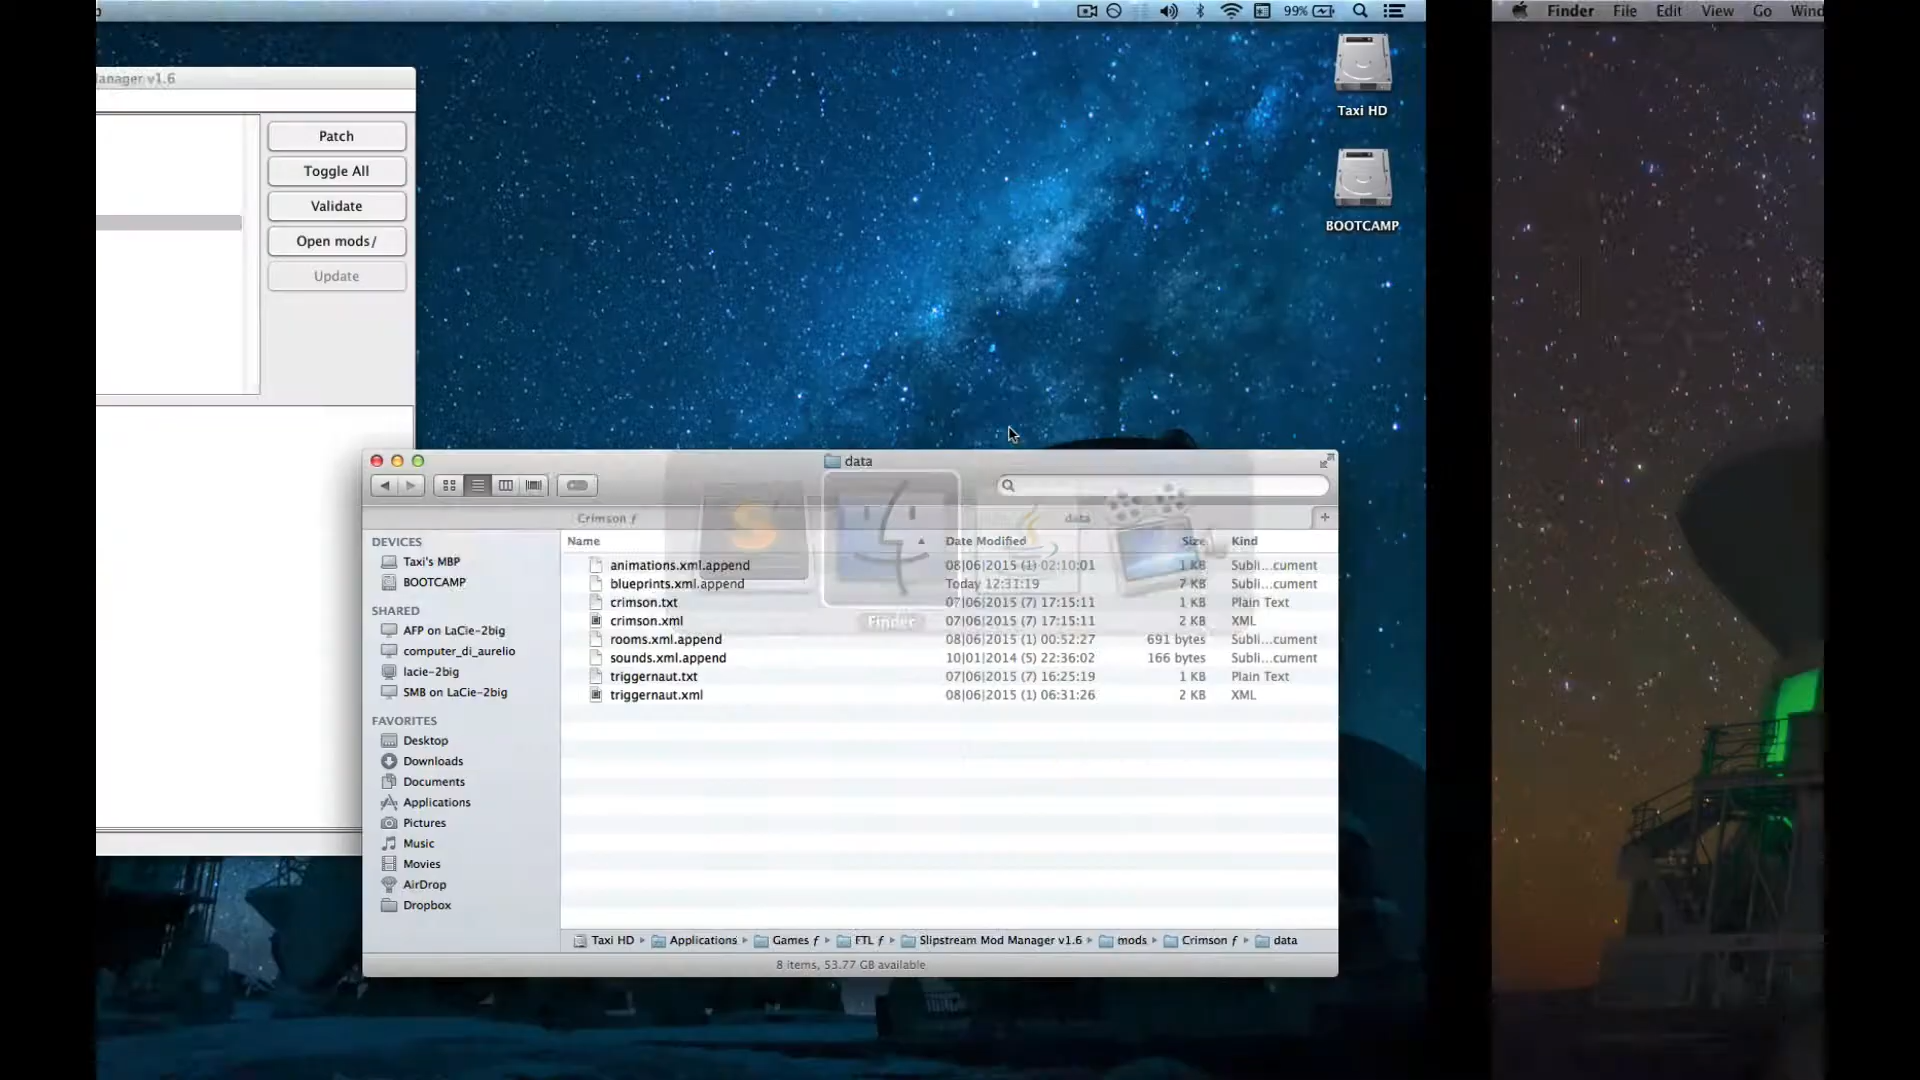 99%
Finder File Edit View Go Wind
Taxi HD
BOOTCAMP
anager v1.6
Patch
Toggle All
Validate
Open mods/
Update
data
Crimson ƒ data
Name Date Modified Size Kind
animations.xml.append 08|06|2015 (1) 02:10:01 1 KB Subli...cument
blueprints.xml.append Today 12:31:19 7 KB Subli...cument
crimson.txt 07|06|2015 (7) 17:15:11 1 KB Plain Text
crimson.xml 07|06|2015 (7) 17:15:11 2 KB XML
rooms.xml.append 08|06|2015 (1) 00:52:27 691 bytes Subli...cument
sounds.xml.append 10|01|2014 (5) 22:36:02 166 bytes Subli...cument
triggernaut.txt 07|06|2015 (7) 16:25:19 1 KB Plain Text
triggernaut.xml 08|06|2015 (1) 06:31:26 2 KB XML
Finder
DEVICES
Taxi's MBP
BOOTCAMP
SHARED
AFP on LaCie-2big
computer_di_aurelio
lacie-2big
SMB on LaCie-2big
FAVORITES
Desktop
Downloads
Documents
Applications
Pictures
Music
Movies
AirDrop
Dropbox
Taxi HD Applications Games ƒ FTL ƒ Slipstream Mod Manager v1.6 mods Crimson ƒ data
8 items, 53.77 GB available